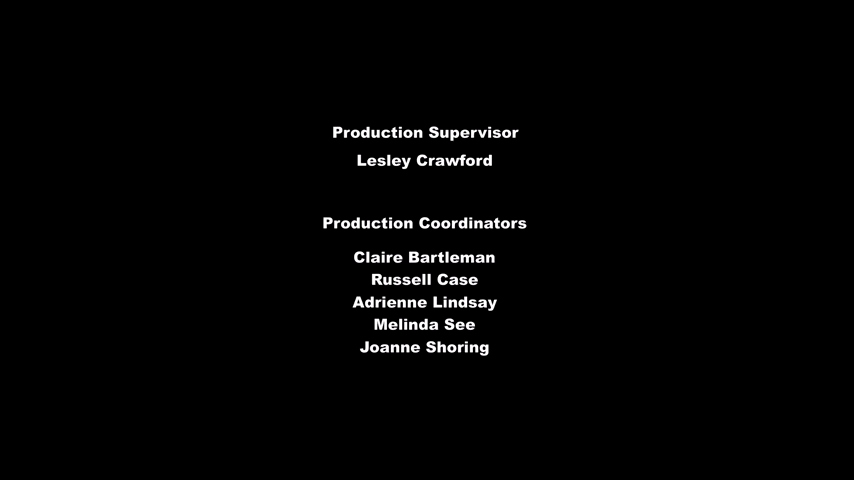 Production Supervisor
Lesley Crawford
Production Coordinators
Claire Bartleman
Russell Case
Adrienne Lindsay
Melinda See
Joanne Shoring